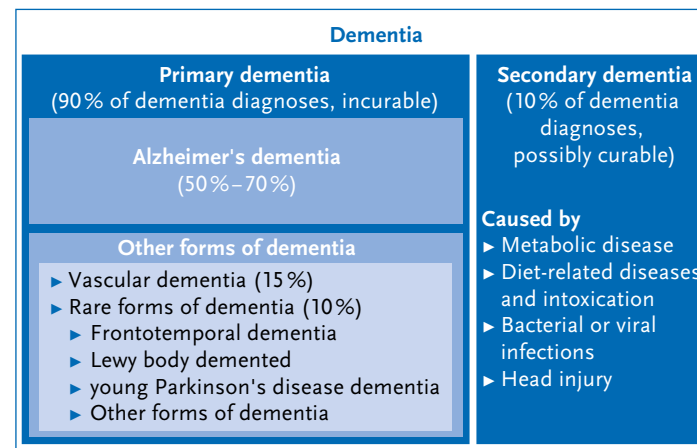 Dementia
Primary dementia
(90 % of dementia diagnoses, incurable)
Alzheimer's dementia
(50 %–70 %)
Other forms of dementia
► Vascular dementia (15 %)
► Rare forms of dementia (10 %)
► Frontotemporal dementia
► Lewy body demented
► young Parkinson's disease dementia
► Other forms of dementia
Secondary dementia
(10 % of dementia
diagnoses,
possibly curable)
Caused by
► Metabolic disease
► Diet-related diseases
and intoxication
► Bacterial or viral
infections
► Head injury